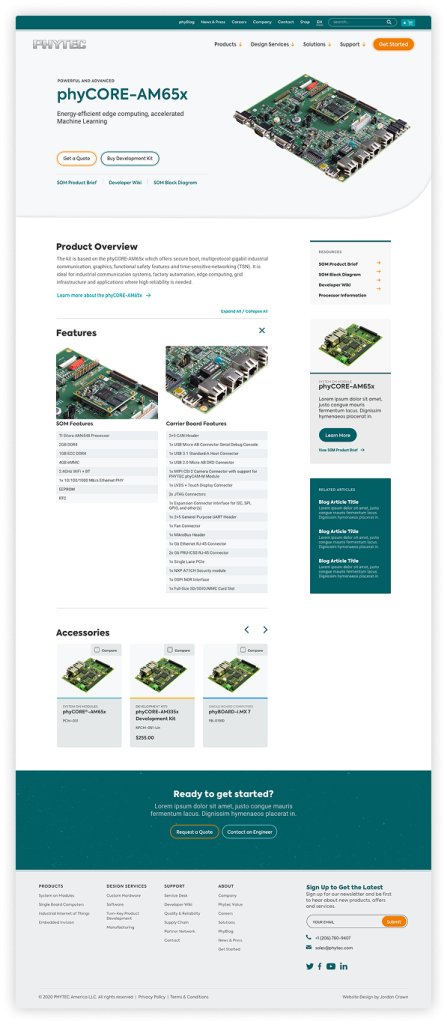 phyBlog News & Press Careers Company Contact Shop EN search...
PHYTEC
Products Design Services Solutions Support Get Started
POWERFUL AND ADVANCED
phyCORE-AM65x
Energy-efficient edge computing, accelerated
Machine Learning
Get a Quote Buy Development Kit
SOM Product Brief Developer Wiki SOM Block Diagram
Product Overview
The kit is based on the phyCORE-AM65x which offers secure boot, multiprotocol gigabit industrial
communication, graphics, functional safety features and time-sensitive-networking (TSN). It is
ideal for industrial communication systems, factory automation, edge computing, grid
infrastructure and applications where high reliability is needed.
Learn more about the phyCORE-AM65x
Expand All / Collapse All
RESOURCES
SOM Product Brief
SOM Block Diagram
Developer Wiki
Processor Information
Features
SOM Features
TI Sitara AM6548 Processor
2GB DDR4
1GB ECC DDR4
4GB eMMC
2.4GHz WiFi + BT
1x 10/100/1000 Mbps Ethernet PHY
EEPROM
RTC
Carrier Board Features
2x5 CAN Header
1x USB Micro AB Connector Serial Debug Console
1x USB 3.1 Standard-A Host Connector
1x USB 2.0 Micro AB DRD Connector
1x MIPI CSI-2 Camera Connector with support for
PHYTEC phyCAM-M Module
1x LVDS + Touch Display Connector
2x JTAG Connectors
1x Expansion Connector Interface for I2C, SPI,
GPIO, and other(s)
1x 2x5 General Purpose UART Header
1x Fan Connector
1x MikroBus Header
1x Gb Ethernet RJ-45 Connector
2x Gb PRU-ICSS RJ-45 Connector
1x Single Lane PCIe
1x NXP A71CH Security module
1x OSPI NOR Interface
1x Full-Size SD/SDIO/MMC Card Slot
SYSTEM ON MODULES
phyCORE-AM65x
Lorem ipsum dolor sit amet,
justo congue mauris
fermentum locus. Dignissim
hymenaeos placerat in.
Learn More
View SOM Product Brief
RELATED ARTICLES
Blog Article Title
Lorem ipsum dolor sit amet, justo
congue mauris fermentum locus.
Dignissim hymenaeos placerat in.
Blog Article Title
Lorem ipsum dolor sit amet, justo
congue mauris fermentum locus.
Dignissim hymenaeos placerat in.
Blog Article Title
Lorem ipsum dolor sit amet, justo
congue mauris fermentum locus.
Dignissim hymenaeos placerat in.
Accessories
Compare Compare Compare
SYSTEM ON MODULES
phyCORE®-AM65x
PCM-001
DEVELOPMENT KITS
phyCORE-AM335x
Development Kit
$255.00
SINGLE BOARD COMPUTERS
phyBOARD-i.MX 7
Ready to get started?
Lorem ipsum dolor sit amet, justo congue mauris
fermentum locus. Dignissim hymenaeos placerat in.
Request a Quote Contact an Engineer
PRODUCTS
System on Modules
Single Board Computers
Industrial Internet of Things
Embedded Invision
DESIGN SERVICES
Custom Hardware
Software
Turn-Key Product
Development
Manufacturing
SUPPORT
Service Desk
Developer Wiki
Quality & Reliability
Supply Chain
Partner Network
Contact
ABOUT
Company
Phytec Value
Careers
Solutions
PhyBlog
News & Press
Get Started
Sign Up to Get the Latest
Sign up for our newsletter and be first
to hear about new products, offers
and services.
YOUR EMAIL Submit
+1 (206) 780-9407
sales@phytec.com
© 2020 PHYTEC America LLC. All rights reserved | Privacy Policy | Terms & Conditions
Website Design by Jordan Crown